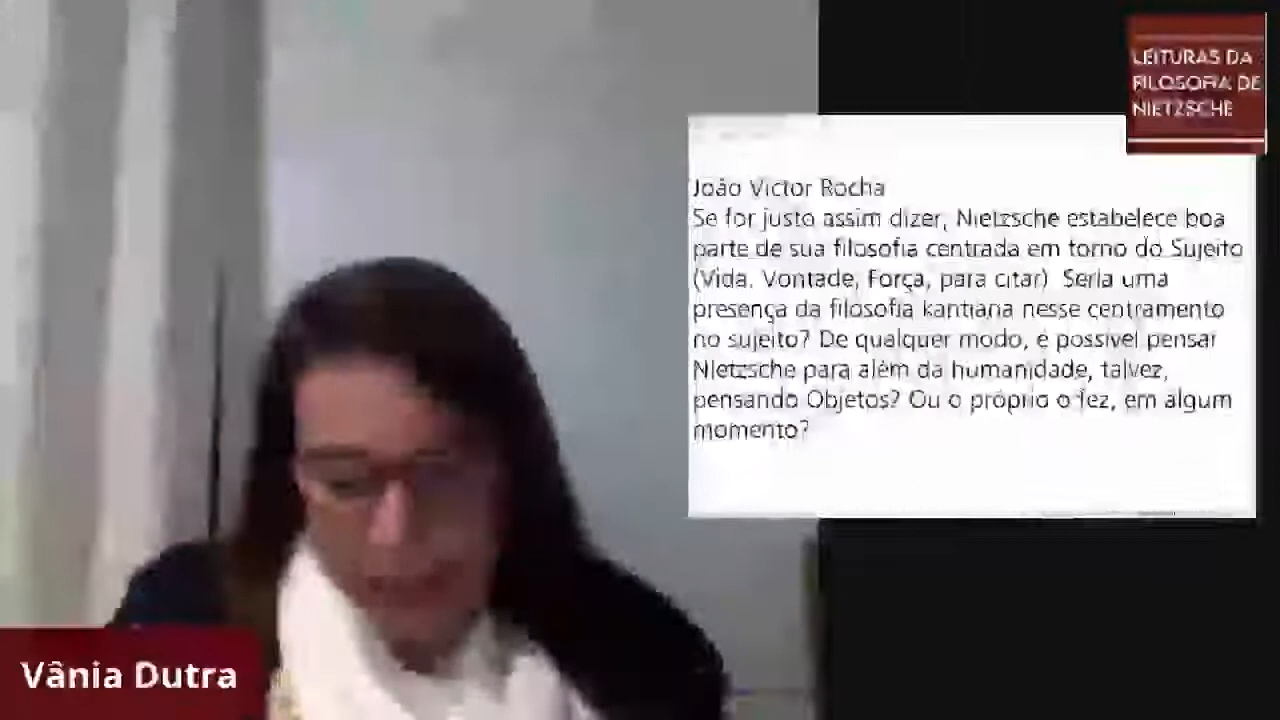 LEITURAS DA
FILOSOFIA DE
NIETZSCHE
João Victor Rocha
Se for justo assim dizer, Nietzsche estabelece boa
parte de sua filosofia centrada em torno do Sujeito
(Vida, Vontade, Força, para citar). Seria uma
presença da filosofia kantiana nesse centramento
no sujeito? De qualquer modo, é possível pensar
Nietzsche para além da humanidade, talvez,
pensando Objetos? Ou o próprio o fez, em algum
momento?
Vânia Dutra